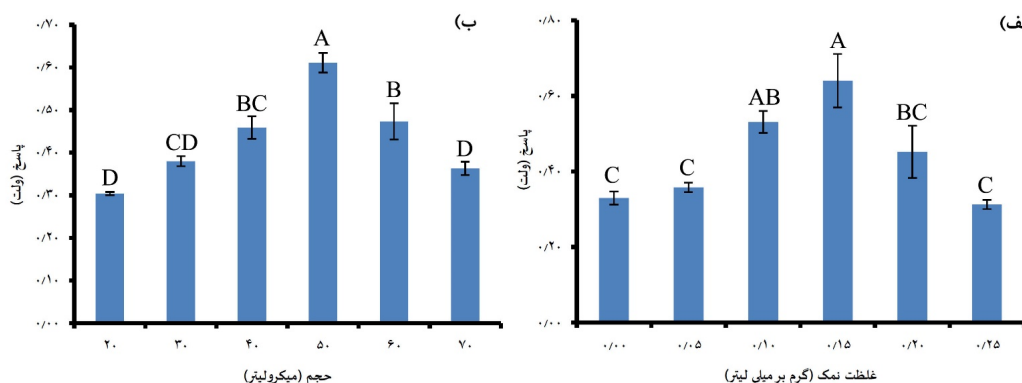 ب)
۰/۷۰
۰/۶۰
۰/۵۰
۰/۴۰
۰/۳۰
۰/۲۰
۰/۱۰
۰/۰۰
پاسخ (ولت)
D
CD
BC
A
B
D
۲۰ ۳۰ ۴۰ ۵۰ ۶۰ ۷۰
حجم (میکرولیتر)
لف)
۰/۸۰
۰/۶۰
۰/۴۰
۰/۲۰
۰/۰۰
پاسخ (ولت)
C
C
AB
A
BC
C
۰/۰۰ ۰/۰۵ ۰/۱۰ ۰/۱۵ ۰/۲۰ ۰/۲۵
غلظت نمک (گرم بر میلی لیتر)